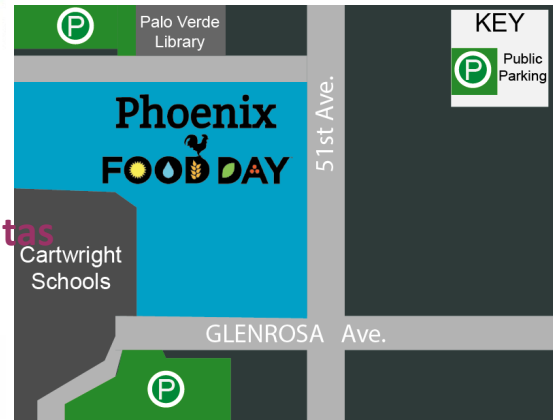 P
Palo Verde
Library
KEY
P
Public
Parking
51st Ave.
Phoenix
FOOD DAY
tas
Cartwright
Schools
GLENROSA Ave.
P